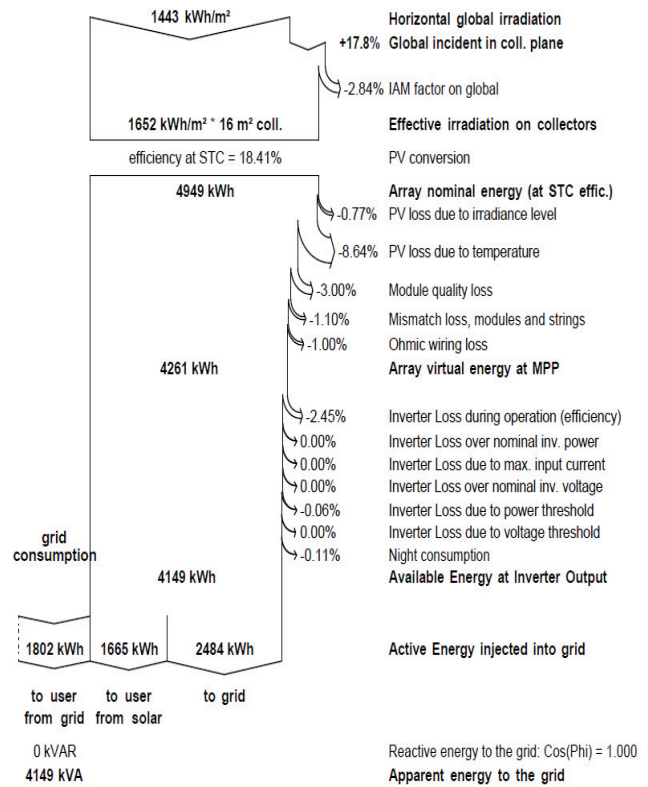 1443 kWh/m² Horizontal global irradiation
+17.8% Global incident in coll. plane
-2.84% IAM factor on global
1652 kWh/m² * 16 m² coll. Effective irradiation on collectors
efficiency at STC = 18.41% PV conversion
4949 kWh Array nominal energy (at STC effic.)
-0.77% PV loss due to irradiance level
-8.64% PV loss due to temperature
-3.00% Module quality loss
-1.10% Mismatch loss, modules and strings
-1.00% Ohmic wiring loss
4261 kWh Array virtual energy at MPP
-2.45% Inverter Loss during operation (efficiency)
0.00% Inverter Loss over nominal inv. power
0.00% Inverter Loss due to max. input current
0.00% Inverter Loss over nominal inv. voltage
-0.06% Inverter Loss due to power threshold
0.00% Inverter Loss due to voltage threshold
grid
consumption
-0.11% Night consumption
4149 kWh Available Energy at Inverter Output
1802 kWh 1665 kWh 2484 kWh Active Energy injected into grid
to user to user to grid
from grid from solar
0 kVAR Reactive energy to the grid: Cos(Phi) = 1.000
4149 kVA Apparent energy to the grid